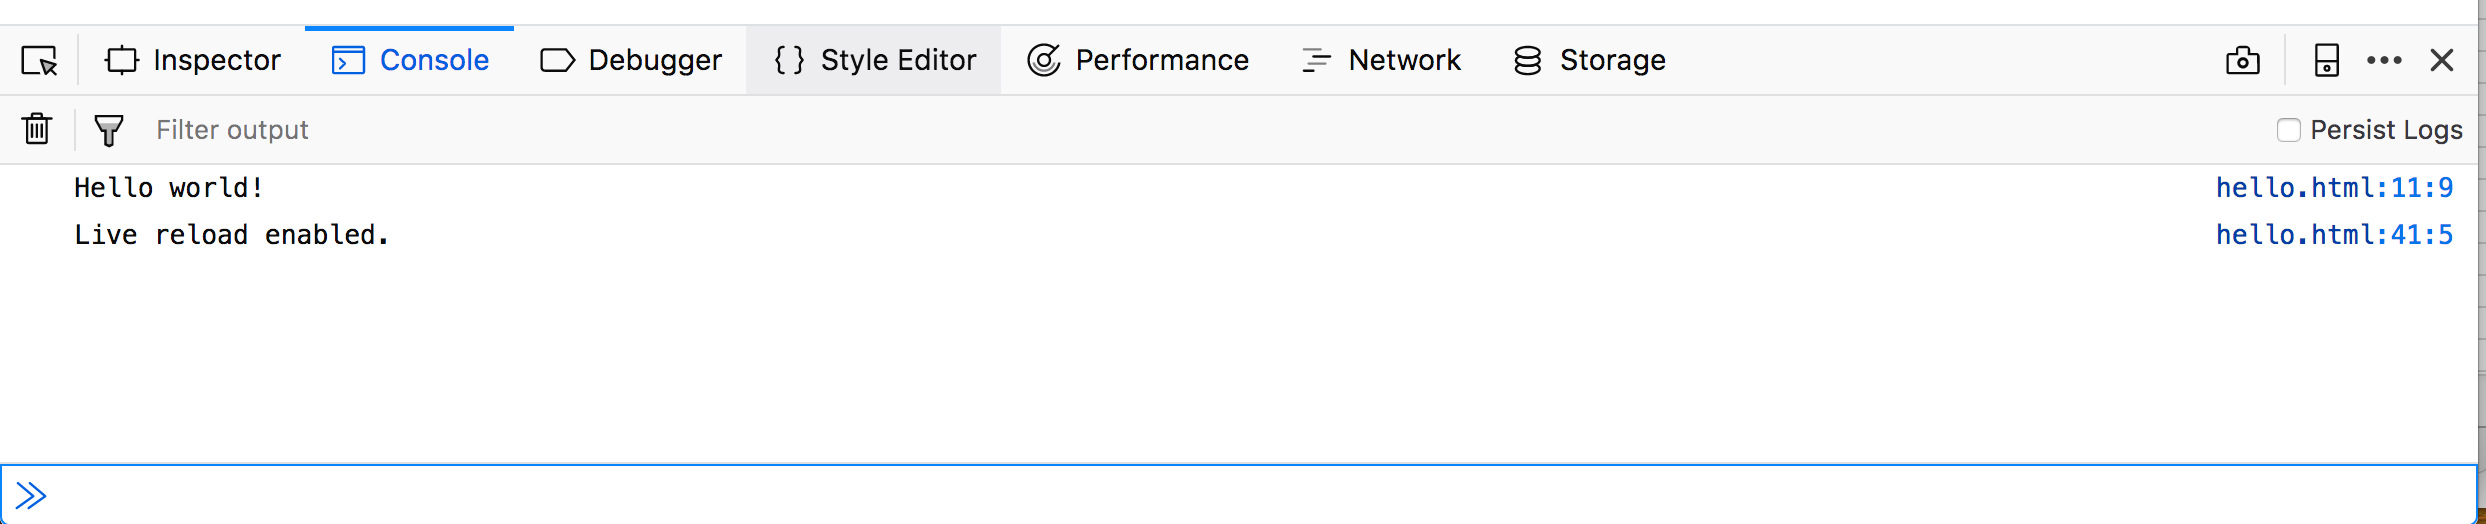 Inspector Console Debugger Style Editor Performance Network Storage
Filter output Persist Logs
Hello world! hello.html:11:9
Live reload enabled. hello.html:41:5